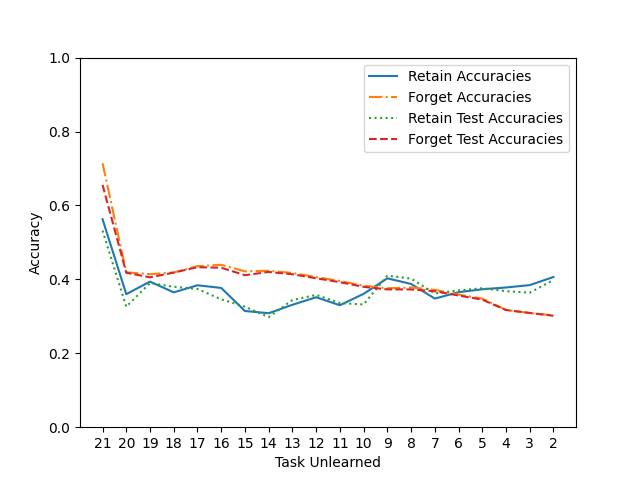 Retain Accuracies
Forget Accuracies
Retain Test Accuracies
Forget Test Accuracies
Accuracy
1.0
0.8
0.6
0.4
0.2
0.0
21 20 19 18 17 16 15 14 13 12 11 10 9 8 7 6 5 4 3 2
Task Unlearned